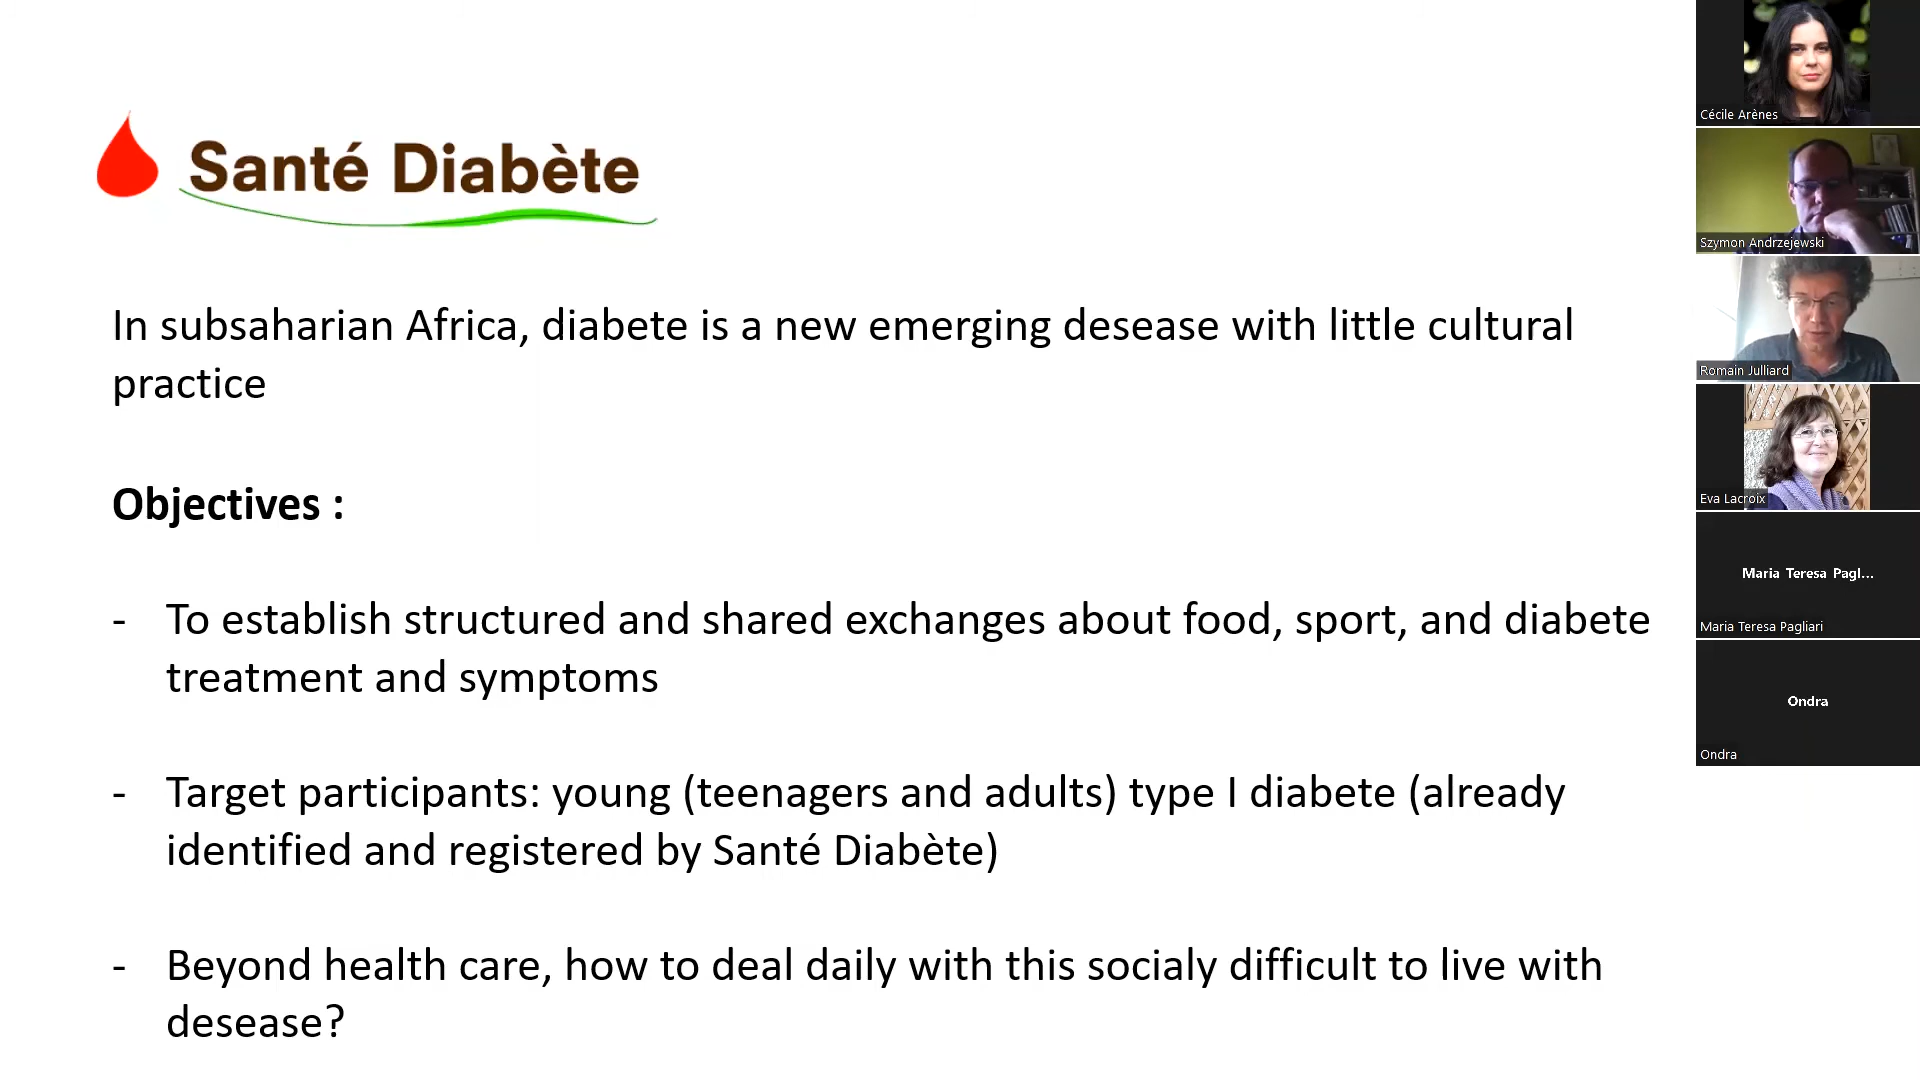 Santé Diabète
In subsaharian Africa, diabete is a new emerging desease with little cultural
practice
Objectives :
- To establish structured and shared exchanges about food, sport, and diabete
treatment and symptoms
- Target participants: young (teenagers and adults) type I diabete (already
identified and registered by Santé Diabète)
- Beyond health care, how to deal daily with this socialy difficult to live with
desease?
Cécile Arènes
Szymon Andrzejewski
Romain Julliard
Eva Lacroix
Maria Teresa Pagl...
Maria Teresa Pagliari
Ondra
Ondra